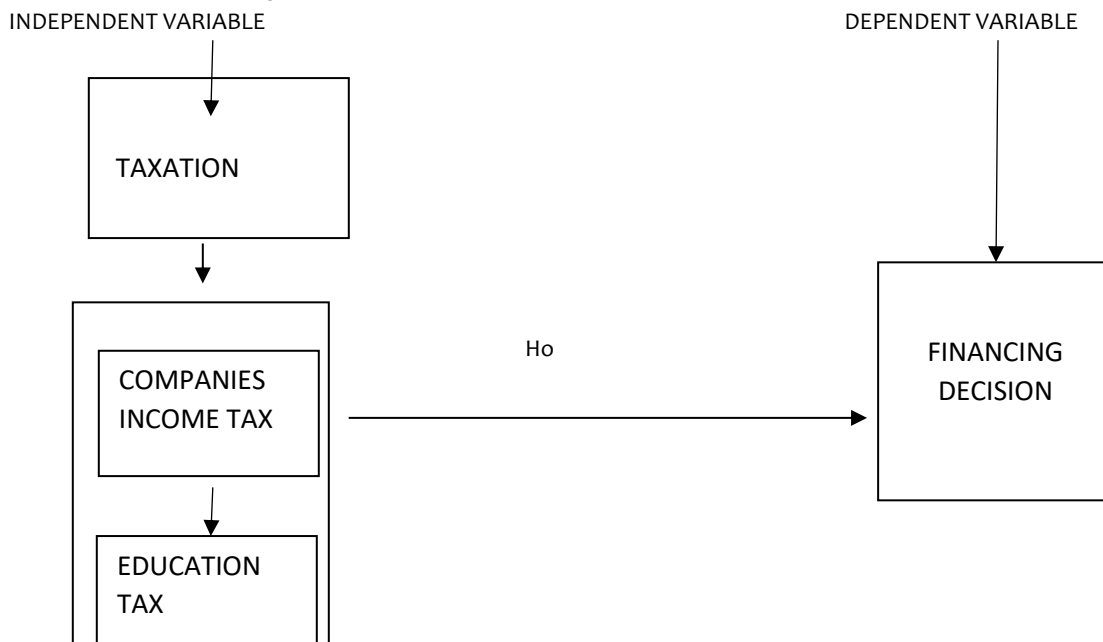 INDEPENDENT VARIABLE
DEPENDENT VARIABLE
TAXATION
Ho
FINANCING
DECISION
COMPANIES
INCOME TAX
EDUCATION
TAX